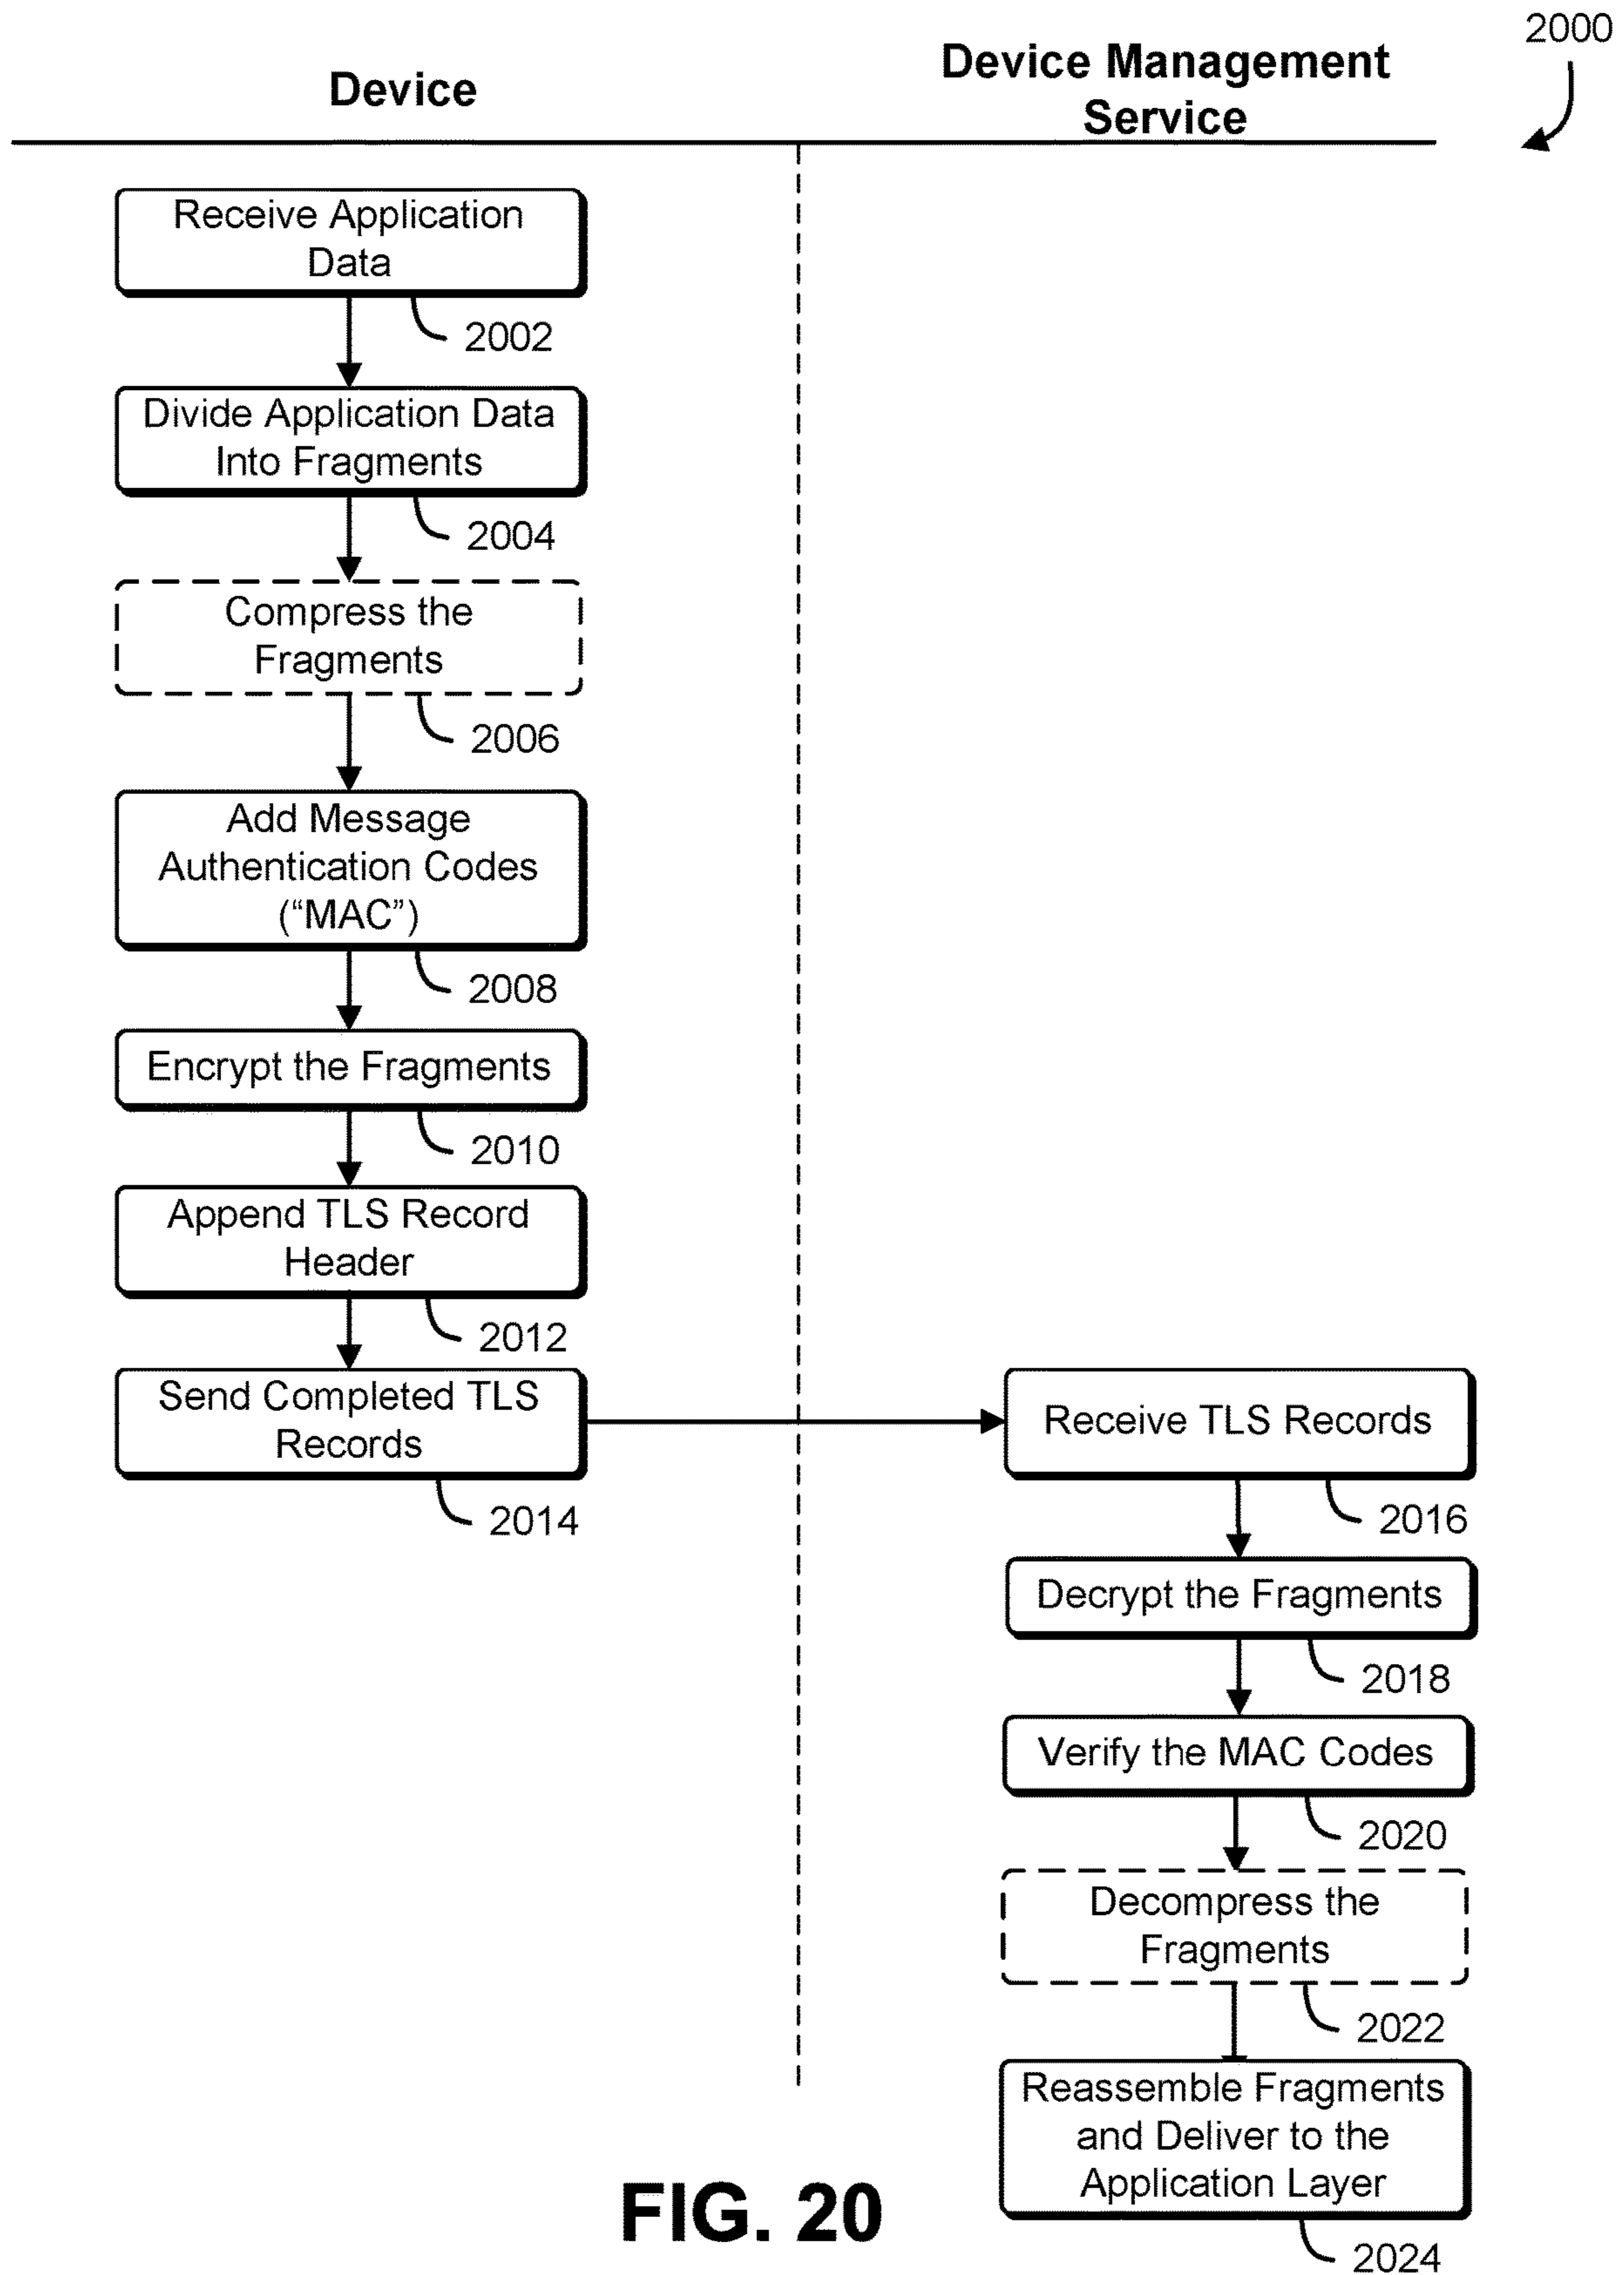 2000
Device
Device Management
Service
Receive Application
Data
2002
Divide Application Data
Into Fragments
2004
Compress the
Fragments
2006
Add Message
Authentication Codes
(“MAC”)
2008
Encrypt the Fragments
2010
Append TLS Record
Header
2012
Send Completed TLS
Records
2014
Receive TLS Records
2016
Decrypt the Fragments
2018
Verify the MAC Codes
2020
Decompress the
Fragments
2022
Reassemble Fragments
and Deliver to the
Application Layer
2024
FIG. 20